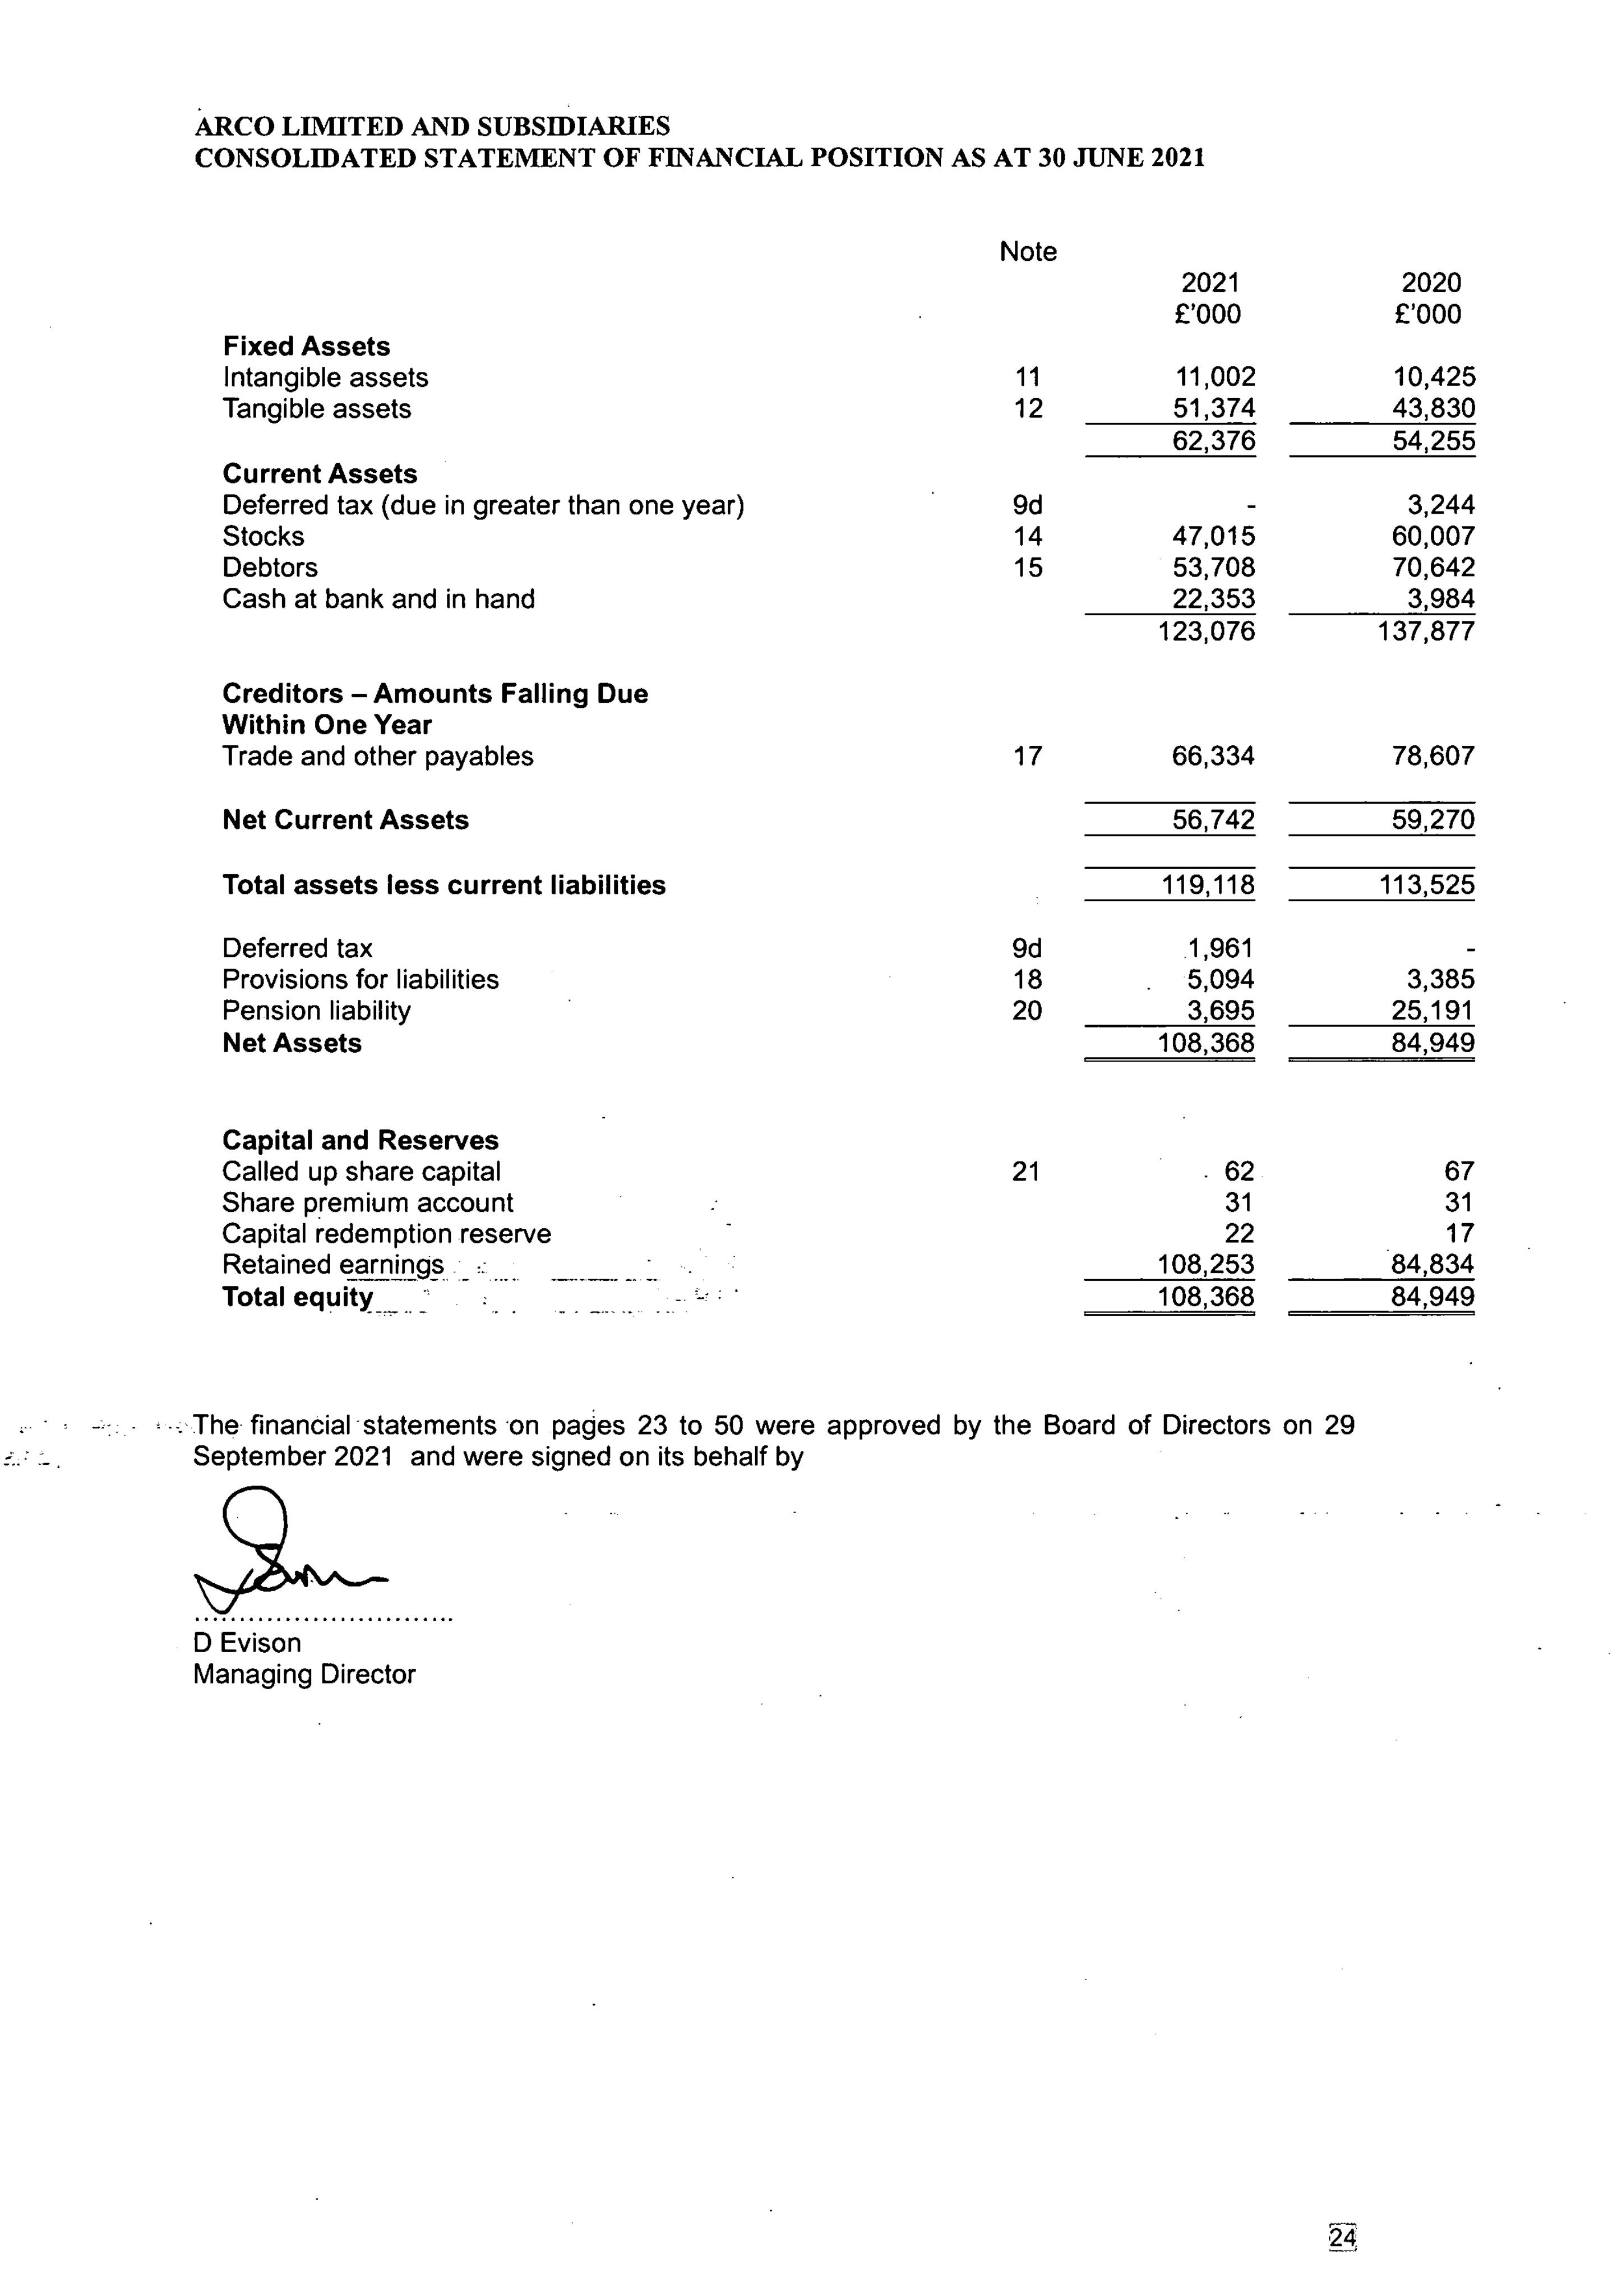 ARCO LIMITED AND SUBSIDIARIES
CONSOLIDATED STATEMENT OF FINANCIAL POSITION AS AT 30 JUNE 2021
Note
2021 2020
£'000 £'000
Fixed Assets
Intangible assets 11 11,002 10,425
Tangible assets 12 51,374 43,830
62,376 54,255
Current Assets
Deferred tax (due in greater than one year) 9d - 3,244
Stocks 14 47,015 60,007
Debtors 15 53,708 70,642
Cash at bank and in hand 22,353 3,984
123,076 137,877
Creditors – Amounts Falling Due
Within One Year
Trade and other payables 17 66,334 78,607
Net Current Assets 56,742 59,270
Total assets less current liabilities 119,118 113,525
Deferred tax 9d 1,961 -
Provisions for liabilities 18 5,094 3,385
Pension liability 20 3,695 25,191
Net Assets 108,368 84,949
Capital and Reserves
Called up share capital 21 62 67
Share premium account 31 31
Capital redemption reserve 22 17
Retained earnings 108,253 84,834
Total equity 108,368 84,949
The financial statements on pages 23 to 50 were approved by the Board of Directors on 29
September 2021 and were signed on its behalf by
D Evison
Managing Director
24